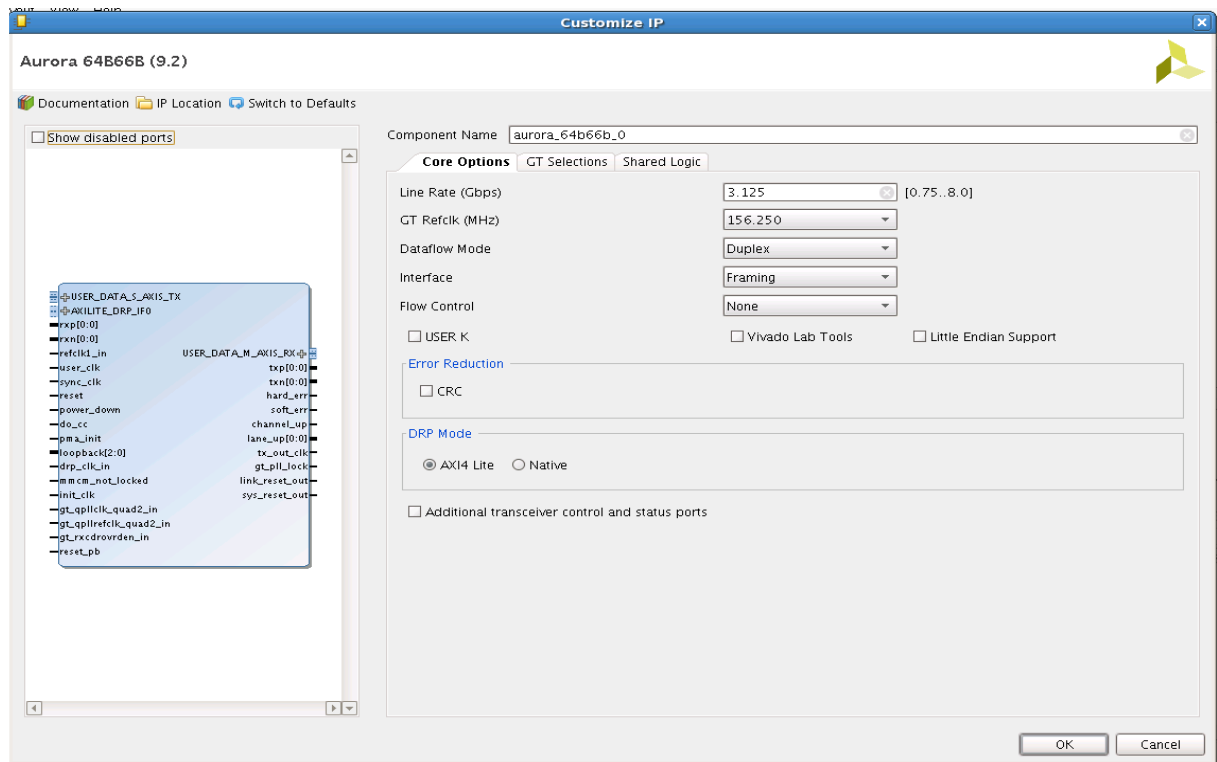 Customize IP
Aurora 64B66B (9.2)
Documentation IP Location Switch to Defaults
Show disabled ports
USER_DATA_S_AXIS_TX
AXILITE_DRP_IF0
rxp[0:0]
rxn[0:0]
refclk1_in USER_DATA_M_AXIS_RX
user_clk txp[0:0]
sync_clk txn[0:0]
reset hard_err
power_down soft_err
do_cc channel_up
pma_init lane_up[0:0]
loopback[2:0] tx_out_clk
drp_clk_in gt_pll_lock
mmcm_not_locked link_reset_out
init_clk sys_reset_out
gt_qpllclk_quad2_in
gt_qpllrefclk_quad2_in
gt_rxcdrovrden_in
reset_pb
Component Name aurora_64b66b_0
Core Options GT Selections Shared Logic
Line Rate (Gbps) 3.125 [0.75..8.0]
GT Refclk (MHz) 156.250
Dataflow Mode Duplex
Interface Framing
Flow Control None
USER K Vivado Lab Tools Little Endian Support
Error Reduction
CRC
DRP Mode
AXI4 Lite Native
Additional transceiver control and status ports
OK Cancel